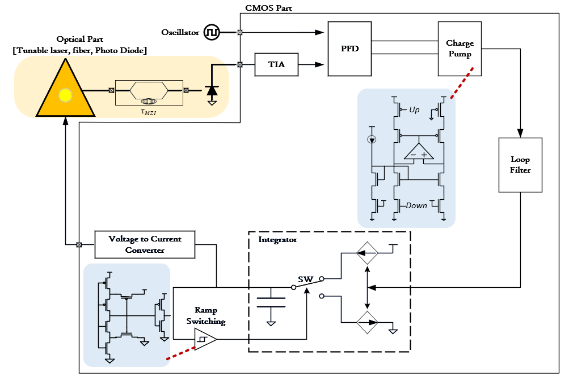 CMOS Part
Oscillator
Optical Part
[Tunable laser, fiber, Photo Diode]
PFD
Charge
Pump
TIA
τMZI
Up
Loop
Filter
Down
Voltage to Current
Converter
Integrator
SW
Ramp
Switching